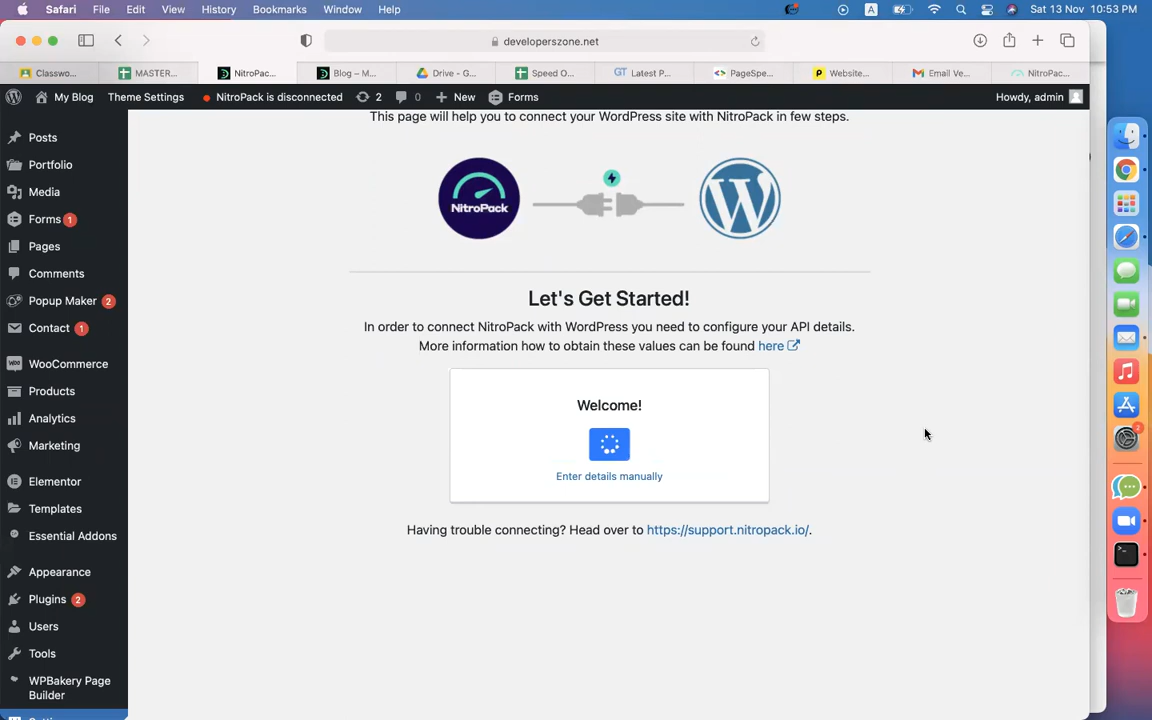 Safari File Edit View History Bookmarks Window Help A Sat 13 Nov 10:53 PM
developerszone.net
Classwo... MASTER... NitroPac... Blog – M... Drive - G... Speed O... GT Latest P... PageSpe... P Website... Email Ve... NitroPac...
My Blog Theme Settings NitroPack is disconnected 2 0 New Forms Howdy, admin
This page will help you to connect your WordPress site with NitroPack in few steps.
Posts
Portfolio
Media
Forms 1
Pages
Comments
Popup Maker 2
Contact 1
WooCommerce
Products
Analytics
Marketing
Elementor
Templates
Essential Addons
Appearance
Plugins 2
Users
Tools
WPBakery Page
Builder
NitroPack
Let's Get Started!
In order to connect NitroPack with WordPress you need to configure your API details.
More information how to obtain these values can be found here
Welcome!
Enter details manually
Having trouble connecting? Head over to https://support.nitropack.io/.
2